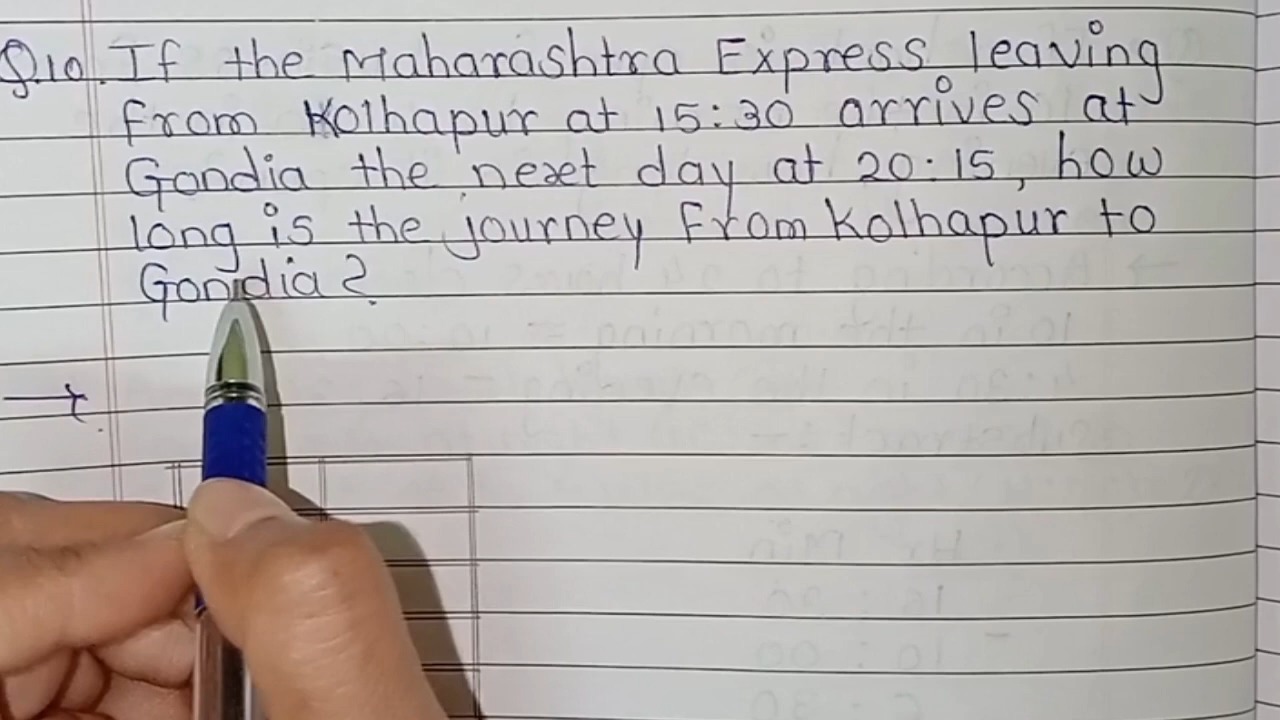 Q.10. If the Maharashtra Express leaving
from Kolhapur at 15:30 arrives at
Gondia the next day at 20:15, how
long is the journey from Kolhapur to
Gondia?
→